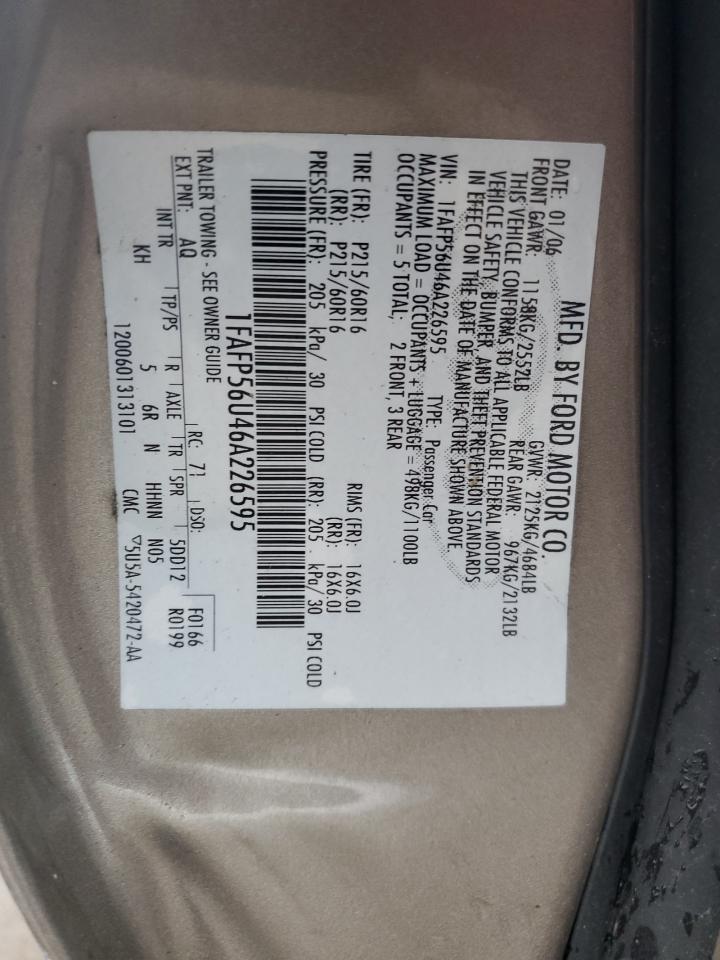 MFD. BY FORD MOTOR CO.
DATE: 01/06 GVWR: 2125KG/4684LB
FRONT GAWR: 1158KG/2552LB REAR GAWR: 967KG/2132LB
THIS VEHICLE CONFORMS TO ALL APPLICABLE FEDERAL MOTOR
VEHICLE SAFETY, BUMPER, AND THEFT PREVENTION STANDARDS
IN EFFECT ON THE DATE OF MANUFACTURE SHOWN ABOVE.
VIN: 1FAFP56U46A226595 TYPE: Passenger Car
MAXIMUM LOAD = OCCUPANTS + LUGGAGE = 498KG/1100LB
OCCUPANTS = 5 TOTAL; 2 FRONT, 3 REAR
TIRE (FR): P215/60R16 RIMS (FR): 16X6.0J
(RR): P215/60R16 (RR): 16X6.0J
PRESSURE (FR): 205 kPa/ 30 PSI COLD (RR): 205 kPa/ 30 PSI COLD
1FAFP56U46A226595
TRAILER TOWING - SEE OWNER GUIDE
EXT PNT: AQ RC: 71 DSO: F0166
INT TR TP/PS R AXLE TR SPR 5DD12 R0199
KH 5 6R N HHNN N05
1200601313101 CMC ▽5U5A-5420472-AA